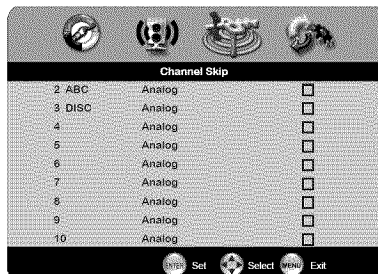 Channel Skip
2 ABC Analog
3 DISC Analog
4 Analog
5 Analog
6 Analog
7 Analog
8 Analog
9 Analog
10 Analog
ENTER Set Select MENU Exit